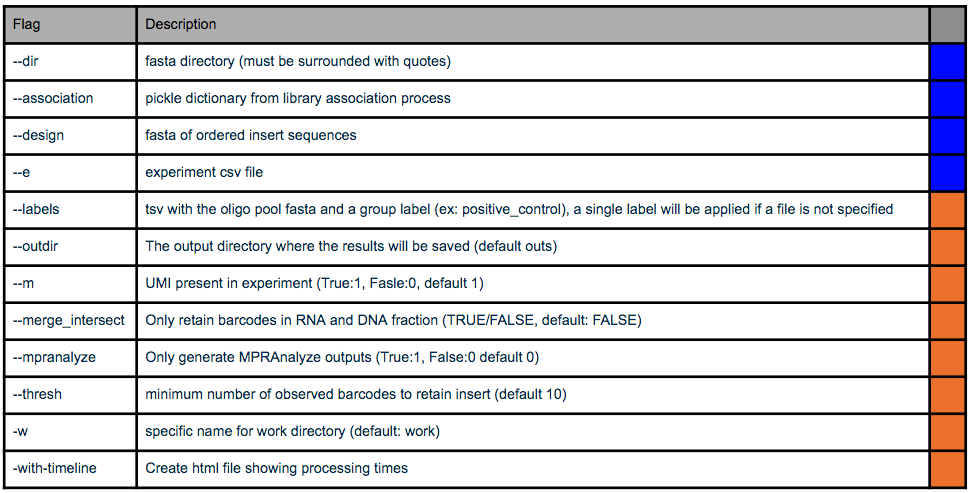 Flag Description
--dir fasta directory (must be surrounded with quotes)
--association pickle dictionary from library association process
--design fasta of ordered insert sequences
--e experiment csv file
--labels tsv with the oligo pool fasta and a group label (ex: positive_control), a single label will be applied if a file is not specified
--outdir The output directory where the results will be saved (default outs)
--m UMI present in experiment (True:1, Fasle:0, default 1)
--merge_intersect Only retain barcodes in RNA and DNA fraction (TRUE/FALSE, default: FALSE)
--mpranalyze Only generate MPRAnalyze outputs (True:1, False:0 default 0)
--thresh minimum number of observed barcodes to retain insert (default 10)
-w specific name for work directory (default: work)
-with-timeline Create html file showing processing times